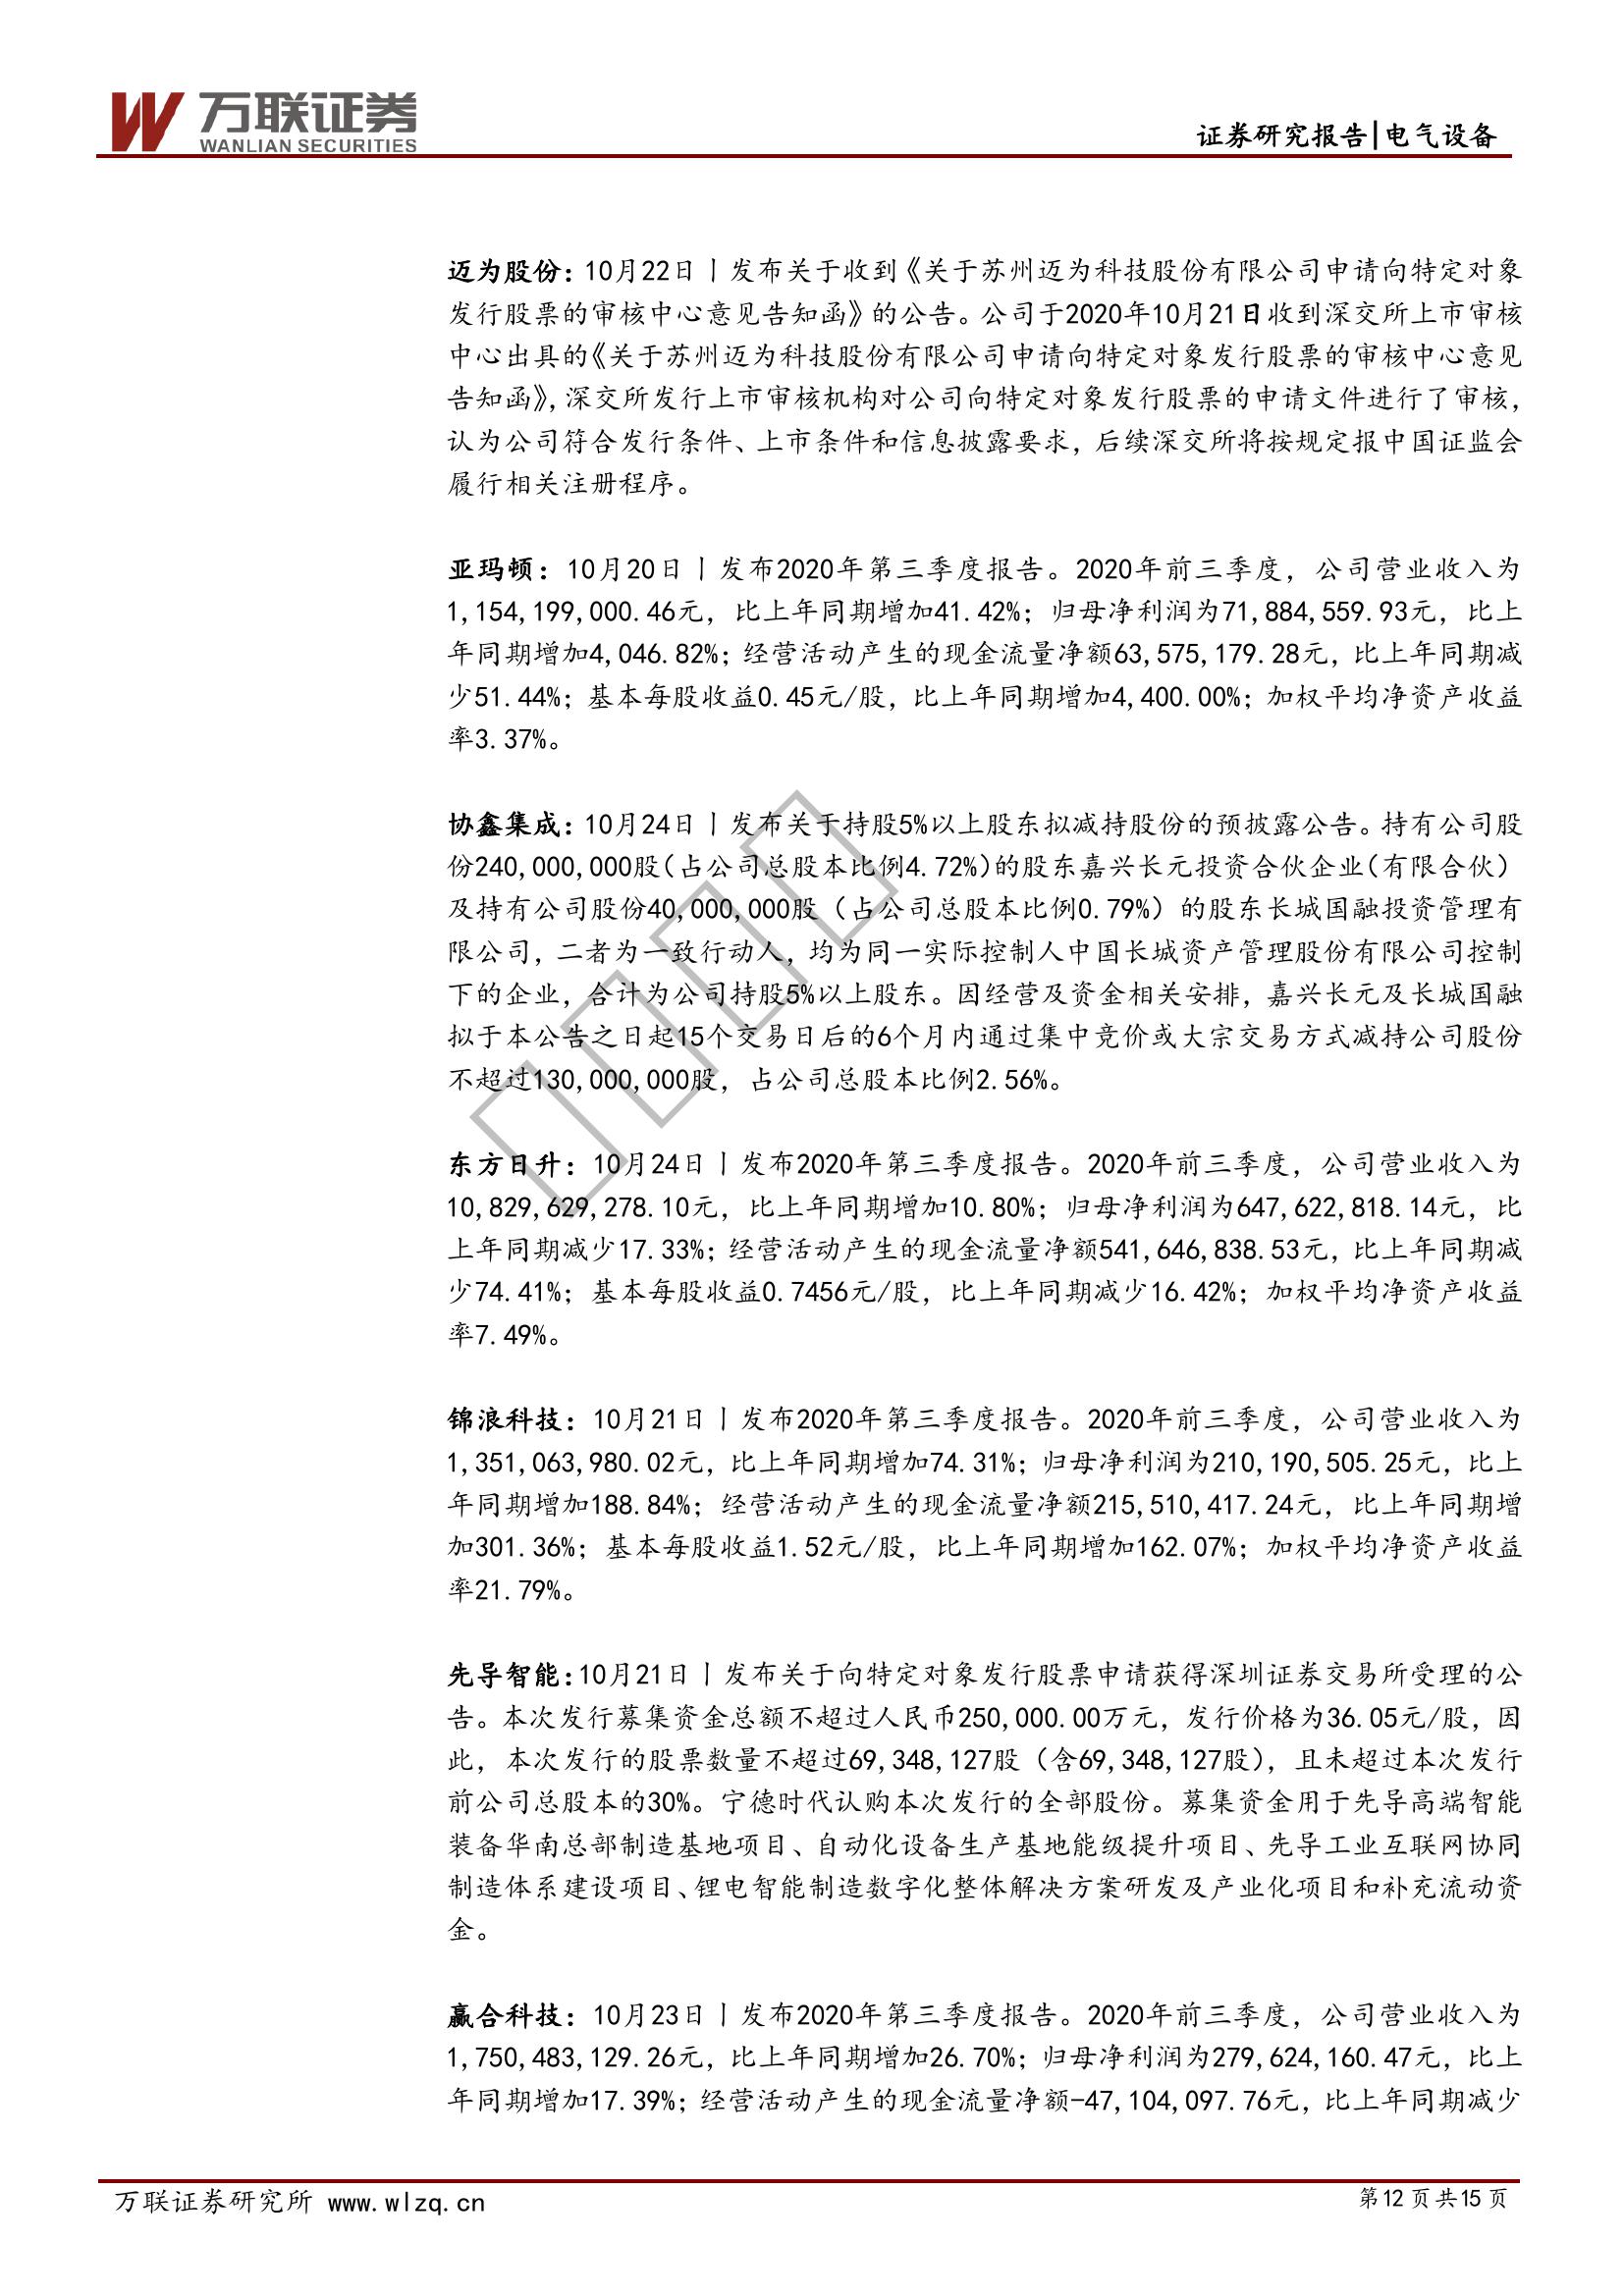 万联证券
WANLIAN SECURITIES
证券研究报告|电气设备
迈为股份：10月22日丨发布关于收到《关于苏州迈为科技股份有限公司申请向特定对象
发行股票的审核中心意见告知函》的公告。公司于2020年10月21日收到深交所上市审核
中心出具的《关于苏州迈为科技股份有限公司申请向特定对象发行股票的审核中心意见
告知函》，深交所发行上市审核机构对公司向特定对象发行股票的申请文件进行了审核，
认为公司符合发行条件、上市条件和信息披露要求，后续深交所将按规定报中国证监会
履行相关注册程序。
亚玛顿：10月20日丨发布2020年第三季度报告。2020年前三季度，公司营业收入为
1,154,199,000.46元，比上年同期增加41.42%；归母净利润为71,884,559.93元，比上
年同期增加4,046.82%；经营活动产生的现金流量净额63,575,179.28元，比上年同期减
少51.44%；基本每股收益0.45元/股，比上年同期增加4,400.00%；加权平均净资产收益
率3.37%。
协鑫集成：10月24日丨发布关于持股5%以上股东拟减持股份的预披露公告。持有公司股
份240,000,000股（占公司总股本比例4.72%）的股东嘉兴长元投资合伙企业（有限合伙）
及持有公司股份40,000,000股（占公司总股本比例0.79%）的股东长城国融投资管理有
限公司，二者为一致行动人，均为同一实际控制人中国长城资产管理股份有限公司控制
下的企业，合计为公司持股5%以上股东。因经营及资金相关安排，嘉兴长元及长城国融
拟于本公告之日起15个交易日后的6个月内通过集中竞价或大宗交易方式减持公司股份
不超过130,000,000股，占公司总股本比例2.56%。
东方日升：10月24日丨发布2020年第三季度报告。2020年前三季度，公司营业收入为
10,829,629,278.10元，比上年同期增加10.80%；归母净利润为647,622,818.14元，比
上年同期减少17.33%；经营活动产生的现金流量净额541,646,838.53元，比上年同期减
少74.41%；基本每股收益0.7456元/股，比上年同期减少16.42%；加权平均净资产收益
率7.49%。
锦浪科技：10月21日丨发布2020年第三季度报告。2020年前三季度，公司营业收入为
1,351,063,980.02元，比上年同期增加74.31%；归母净利润为210,190,505.25元，比上
年同期增加188.84%；经营活动产生的现金流量净额215,510,417.24元，比上年同期增
加301.36%；基本每股收益1.52元/股，比上年同期增加162.07%；加权平均净资产收益
率21.79%。
先导智能：10月21日丨发布关于向特定对象发行股票申请获得深圳证券交易所受理的公
告。本次发行募集资金总额不超过人民币250,000.00万元，发行价格为36.05元/股，因
此，本次发行的股票数量不超过69,348,127股（含69,348,127股），且未超过本次发行
前公司总股本的30%。宁德时代认购本次发行的全部股份。募集资金用于先导高端智能
装备华南总部制造基地项目、自动化设备生产基地能级提升项目、先导工业互联网协同
制造体系建设项目、锂电智能制造数字化整体解决方案研发及产业化项目和补充流动资
金。
赢合科技：10月23日丨发布2020年第三季度报告。2020年前三季度，公司营业收入为
1,750,483,129.26元，比上年同期增加26.70%；归母净利润为279,624,160.47元，比上
年同期增加17.39%；经营活动产生的现金流量净额-47,104,097.76元，比上年同期减少
万联证券研究所 www.wlzq.cn
第12页共15页